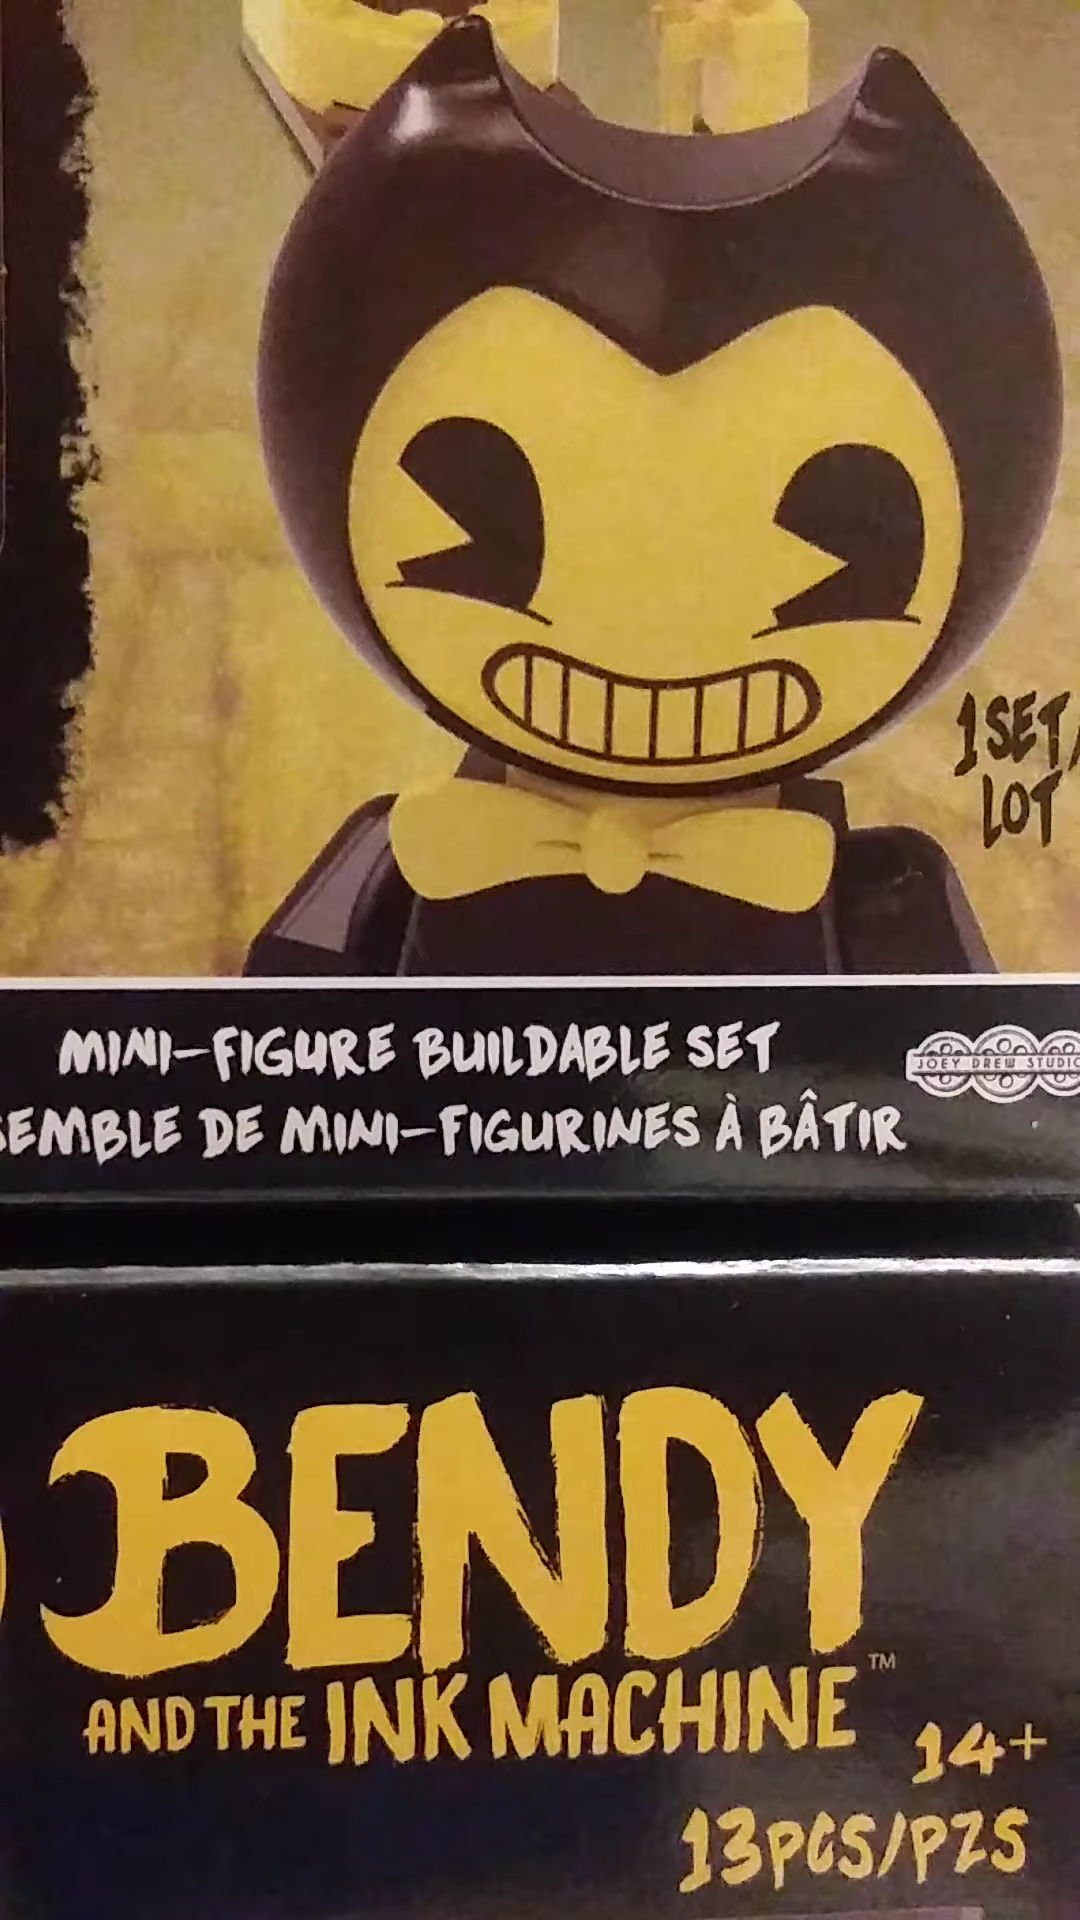 1 SET/
LOT
MINI-FIGURE BUILDABLE SET
JOEY DREW STUDIO
SEMBLE DE MINI-FIGURINES À BÂTIR
BENDY
AND THE INK MACHINE™
14+
13PCS/PZS